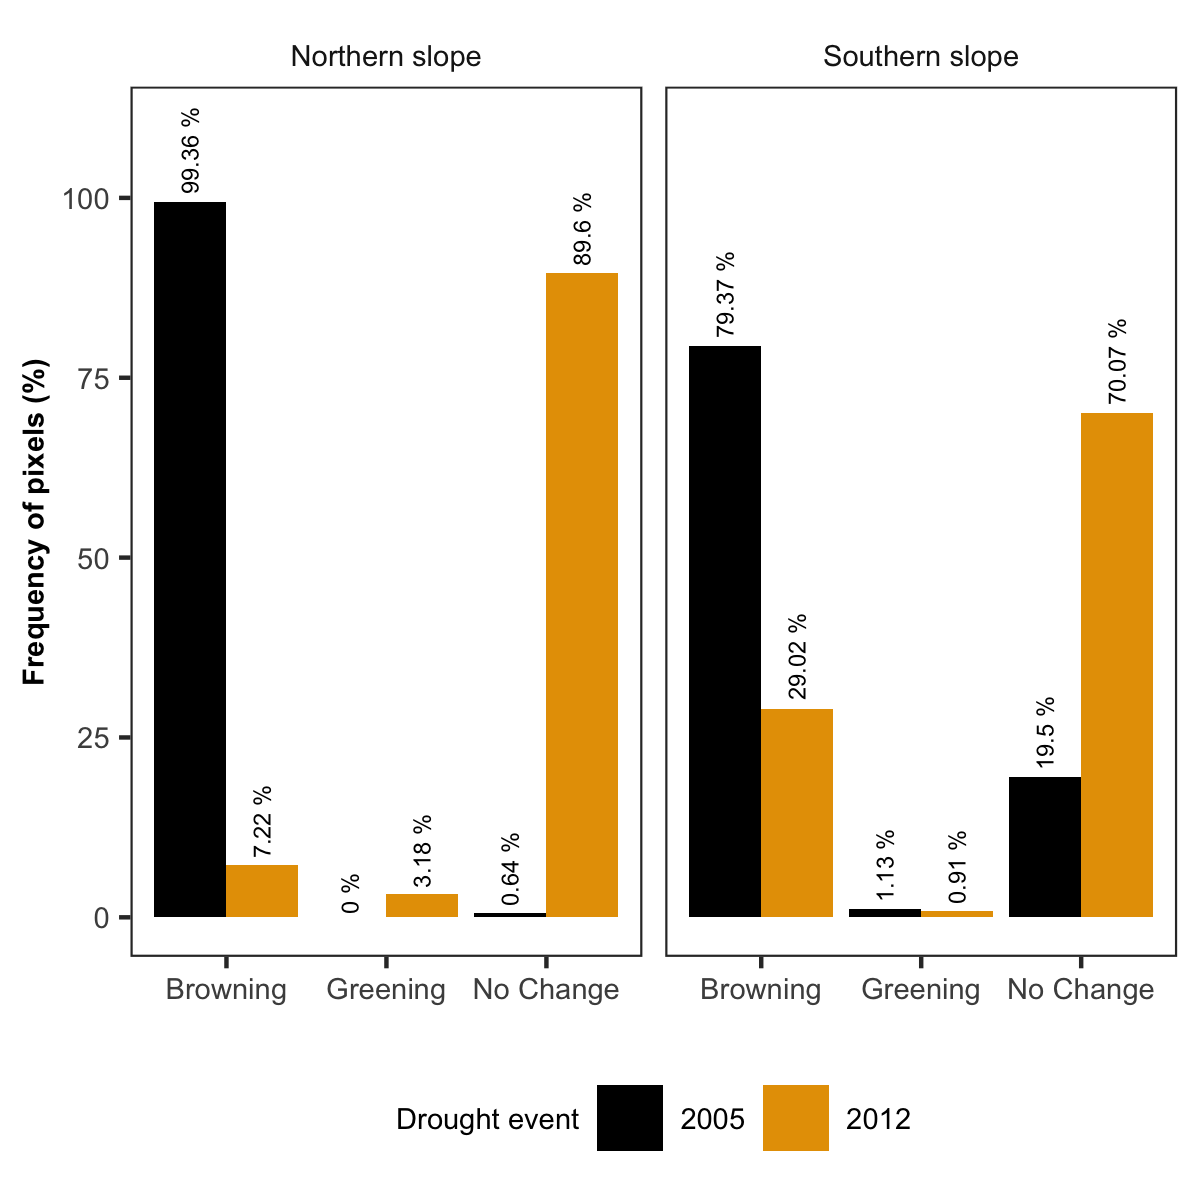 Northern slope
Southern slope
Frequency of pixels (%)
100
75
50
25
0
99.36 %
7.22 %
0 %
3.18 %
0.64 %
89.6 %
79.37 %
29.02 %
1.13 %
0.91 %
19.5 %
70.07 %
Browning
Greening
No Change
Browning
Greening
No Change
Drought event
2005
2012